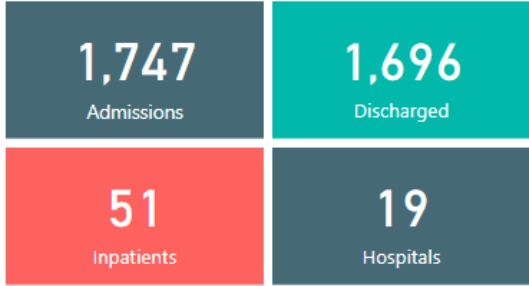 1,747
Admissions
1,696
Discharged
51
Inpatients
19
Hospitals